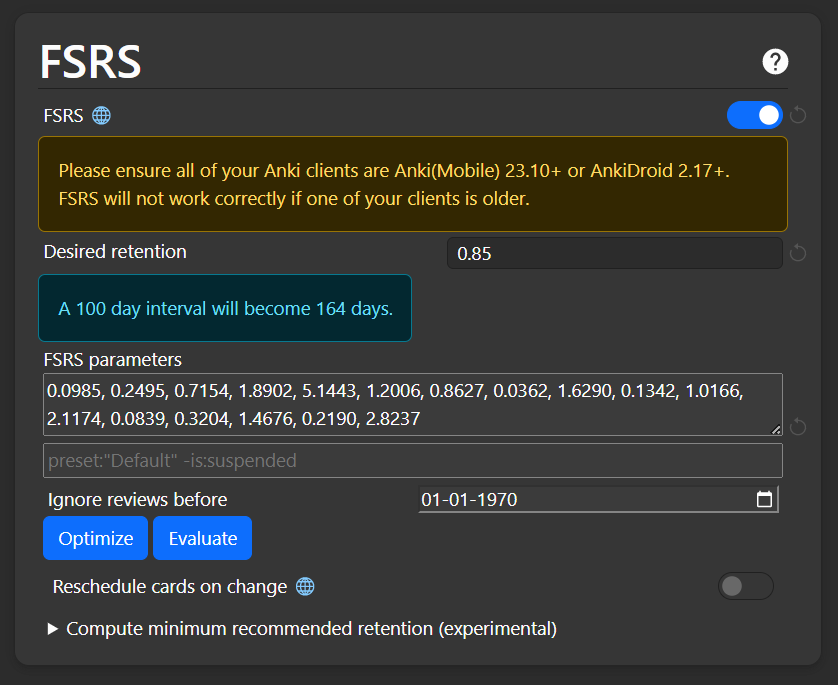 FSRS
FSRS
Please ensure all of your Anki clients are Anki(Mobile) 23.10+ or AnkiDroid 2.17+.
FSRS will not work correctly if one of your clients is older.
Desired retention
0.85
A 100 day interval will become 164 days.
FSRS parameters
0.0985, 0.2495, 0.7154, 1.8902, 5.1443, 1.2006, 0.8627, 0.0362, 1.6290, 0.1342, 1.0166,
2.1174, 0.0839, 0.3204, 1.4676, 0.2190, 2.8237
preset:"Default" -is:suspended
Ignore reviews before
01-01-1970
Optimize
Evaluate
Reschedule cards on change
Compute minimum recommended retention (experimental)